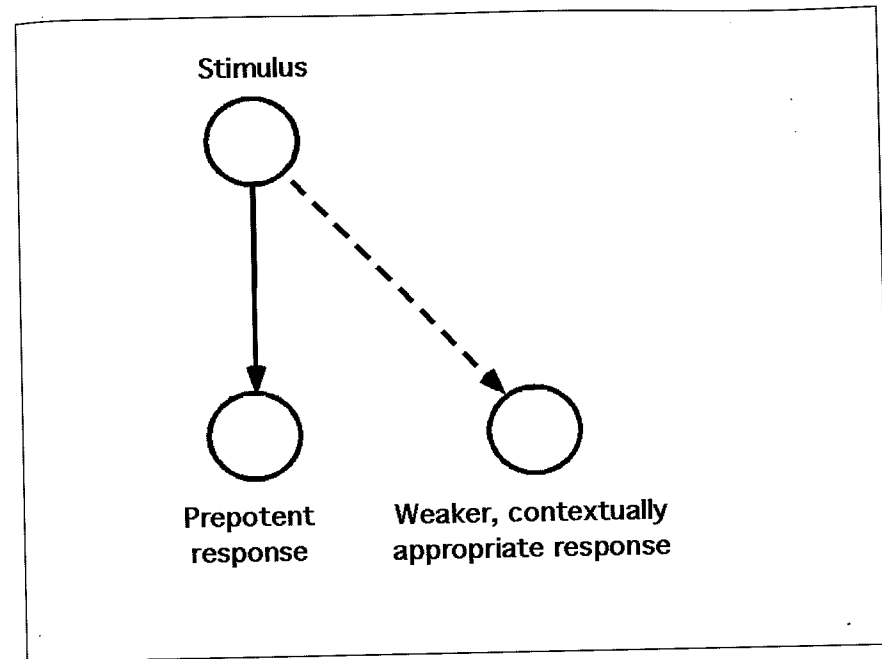 Stimulus
Prepotent
response
Weaker, contextually
appropriate response